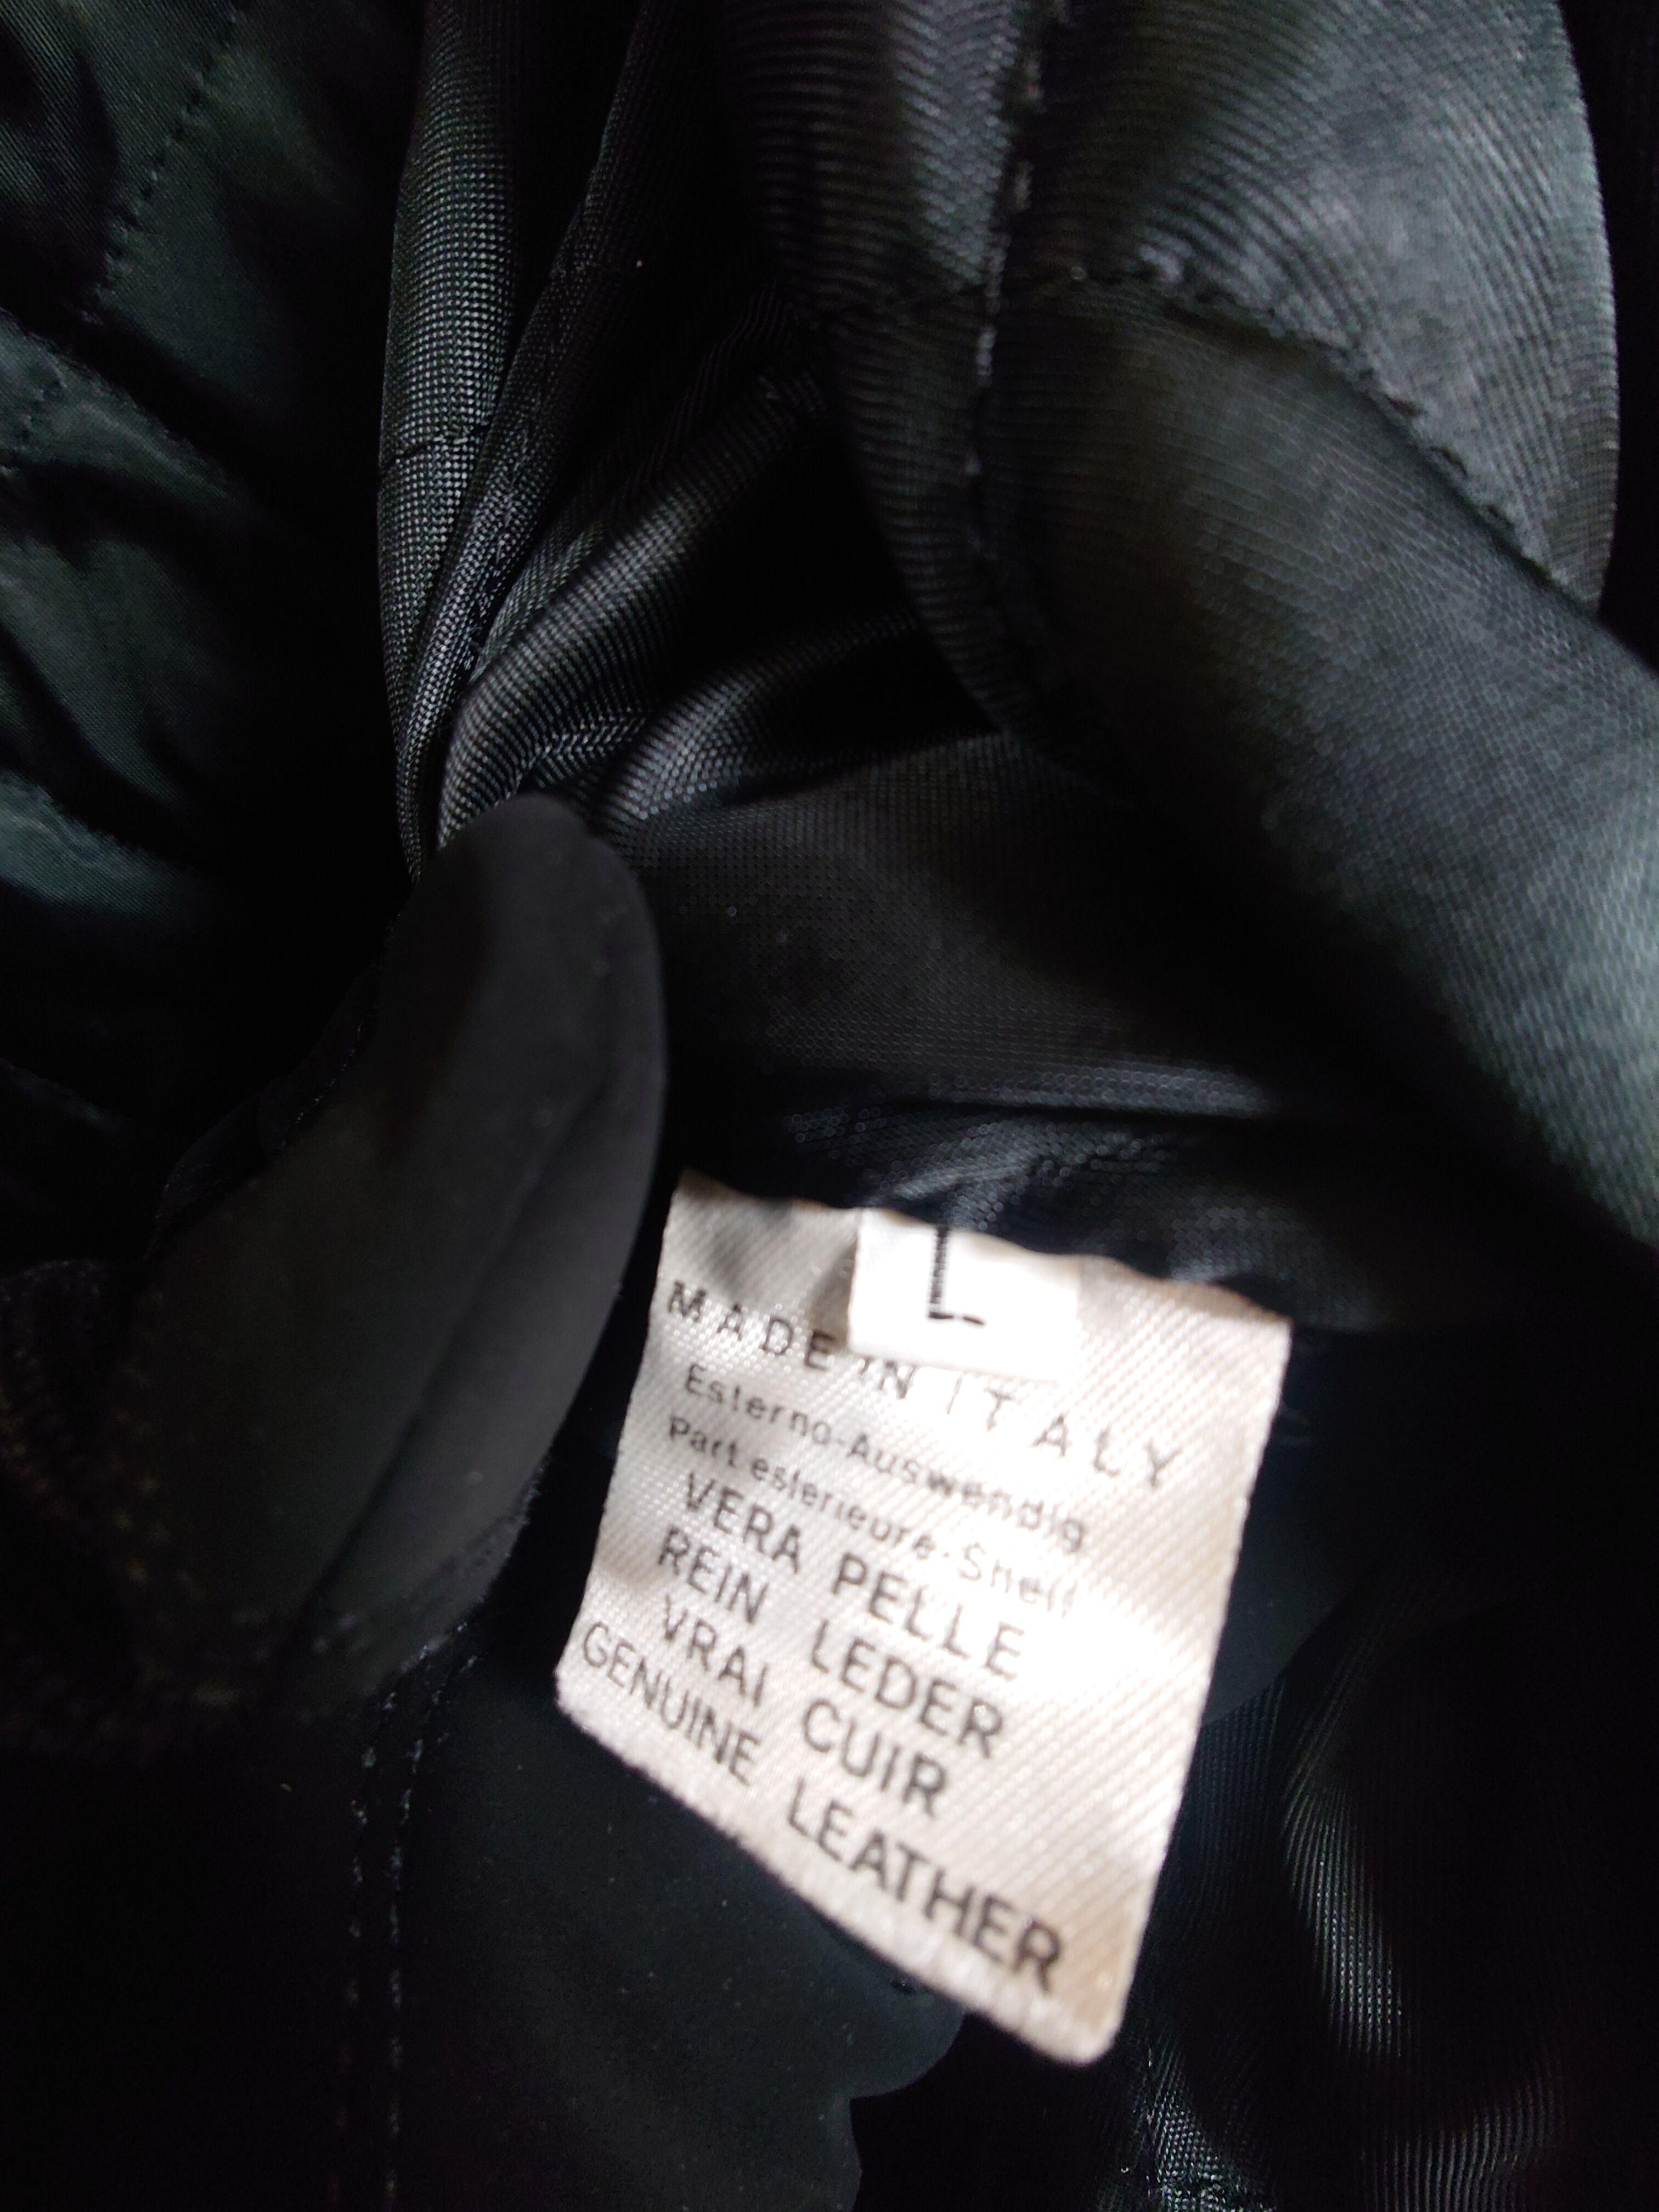 L
MADE IN ITALY
Esterno-Auswendig
Part esterieure-Shell
VERA PELLE
REIN LEDER
VRAI CUIR
GENUINE LEATHER